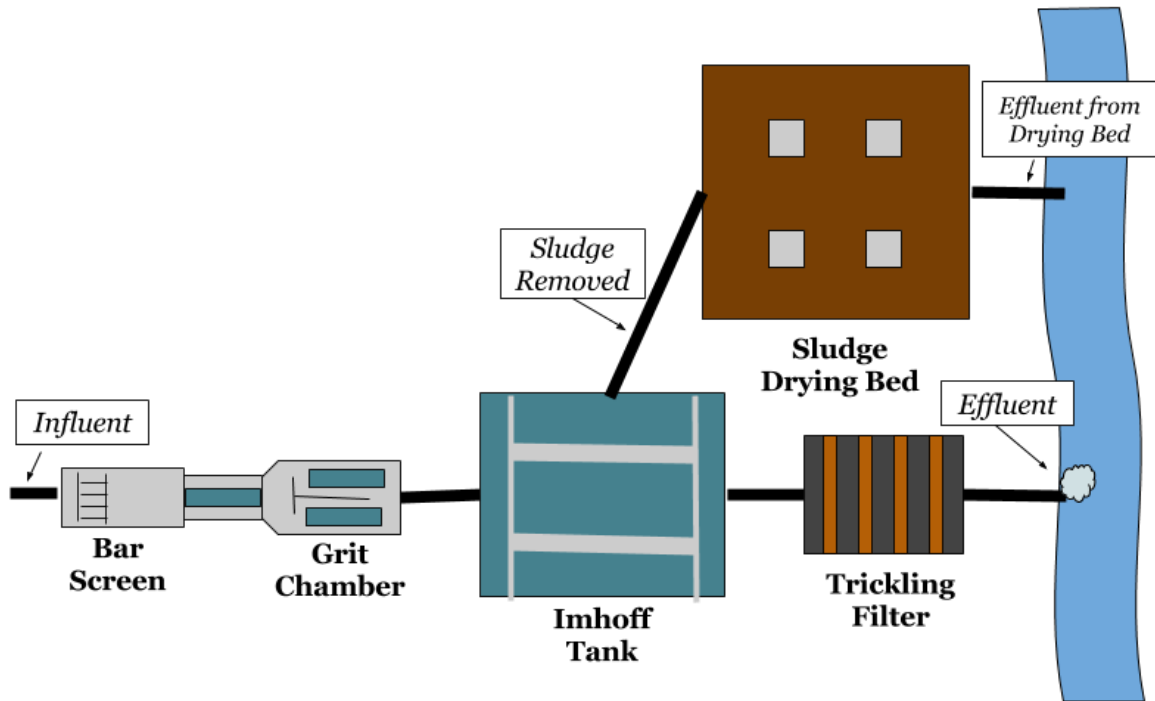 Effluent from
Drying Bed
Sludge
Removed
Sludge
Drying Bed
Influent
Effluent
Bar
Screen
Grit
Chamber
Imhoff
Tank
Trickling
Filter